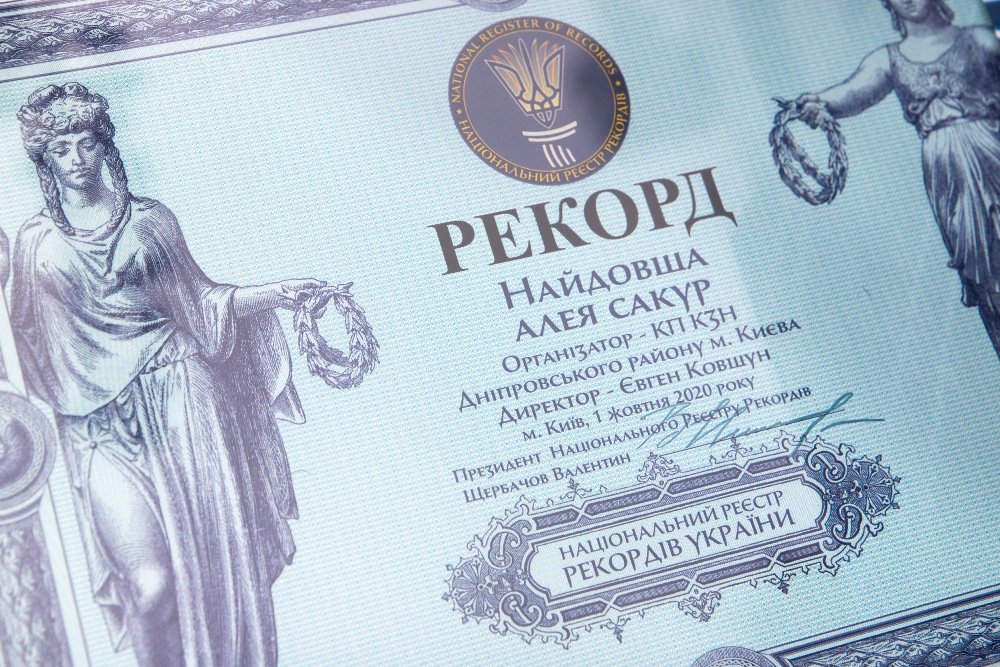 NATIONAL REGISTER OF RECORDS
НАЦІОНАЛЬНИЙ РЕЄСТР РЕКОРДІВ
РЕКОРД
Найдовша
алея сакур
Організатор - КП КЗН
Дніпровського району м. Києва
Директор - Євген Ковшун
м. Київ, 1 жовтня 2020 року
Президент Національного Реєстру Рекордів
Щербачов Валентин
НАЦІОНАЛЬНИЙ РЕЄСТР
РЕКОРДІВ УКРАЇНИ